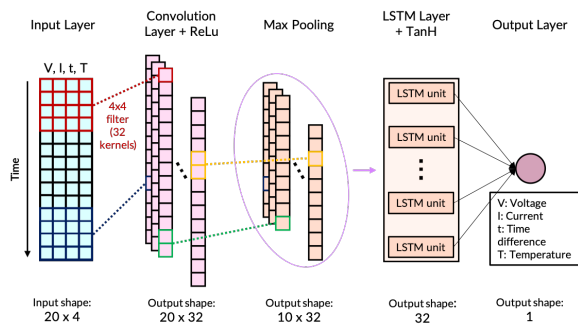 Input Layer
Convolution
Layer + ReLu
Max Pooling
LSTM Layer
+ TanH
Output Layer
V, I, t, T
Time
4x4
filter
(32
kernels)
LSTM unit
LSTM unit
LSTM unit
LSTM unit
V: Voltage
I: Current
t: Time
difference
T: Temperature
Input shape:
20 x 4
Output shape:
20 x 32
Output shape:
10 x 32
Output shape:
32
Output shape:
1